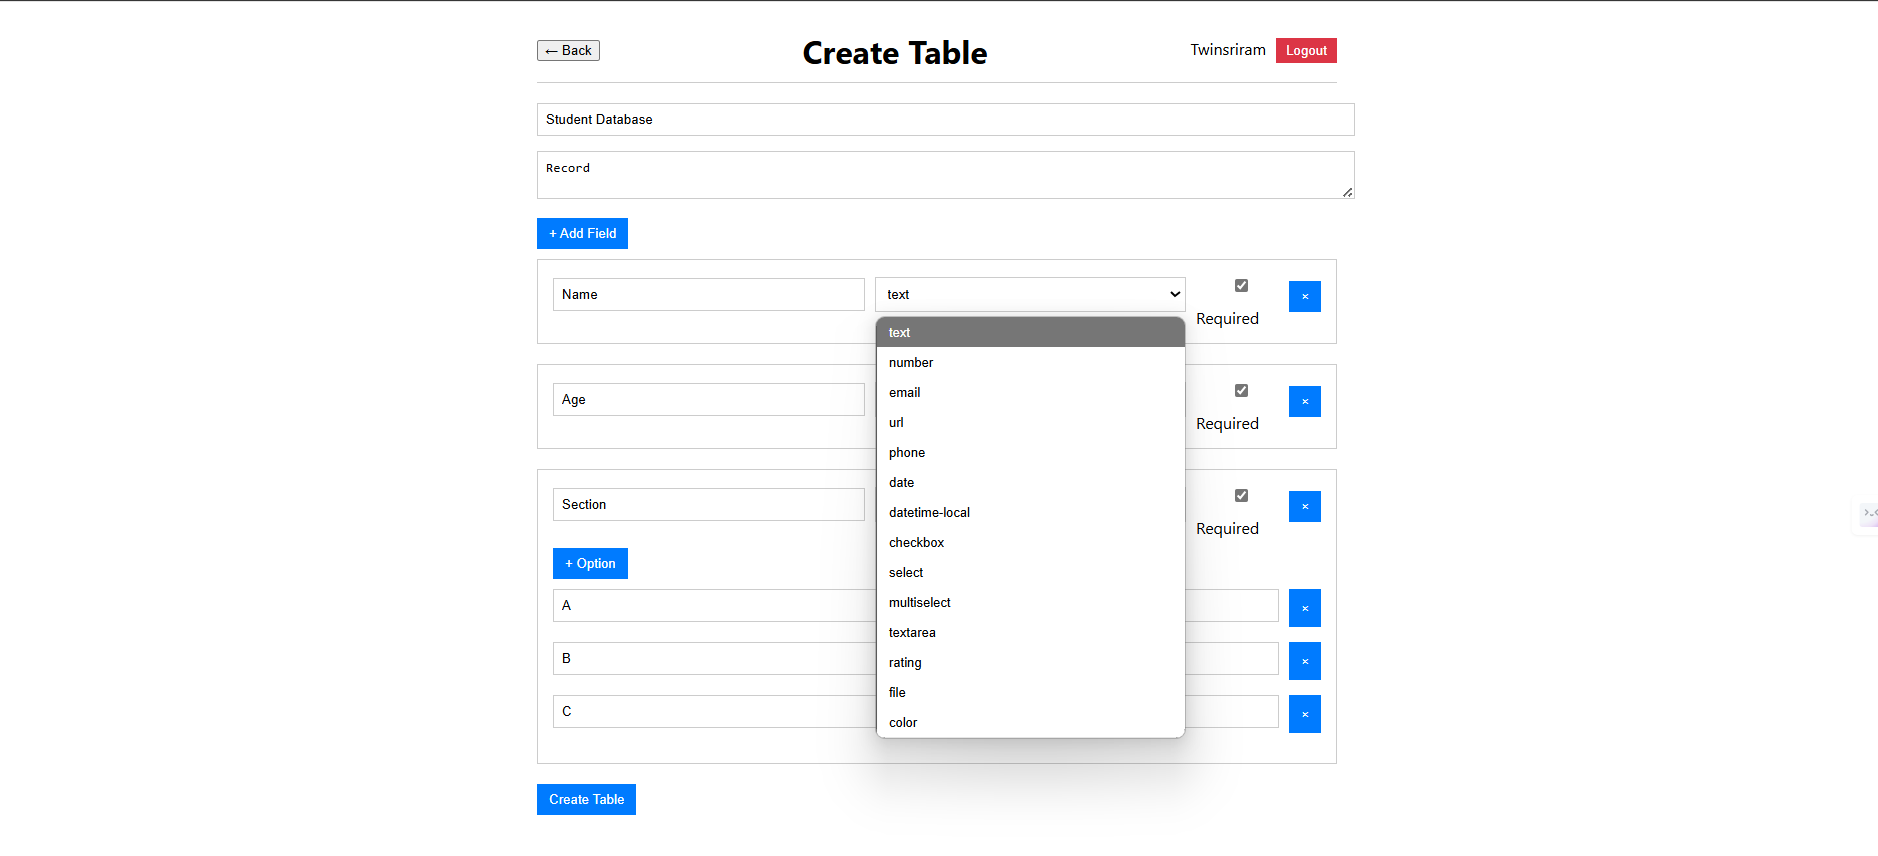 ← Back
Create Table
Twinsriram
Logout
Student Database
Record
+ Add Field
Name
text
Required
×
text
number
email
url
phone
date
datetime-local
checkbox
select
multiselect
textarea
rating
file
color
Age
Required
×
Section
Required
×
+ Option
A
×
B
×
C
×
Create Table